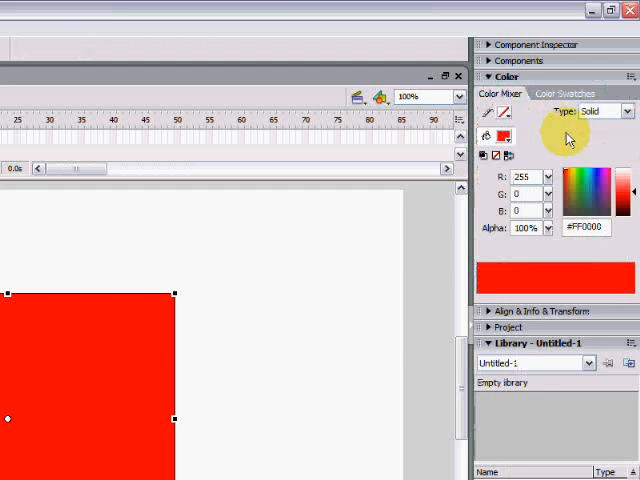 Component Inspector
Components
Color
Color Mixer
Color Swatches
Type: Solid
100%
25 30 35 40 45 50 55 60 65 70 75 80 85 90
0.0s
R: 255
G: 0
B: 0
Alpha: 100%
#FF0000
Align & Info & Transform
Project
Library - Untitled-1
Untitled-1
Empty library
Name
Type